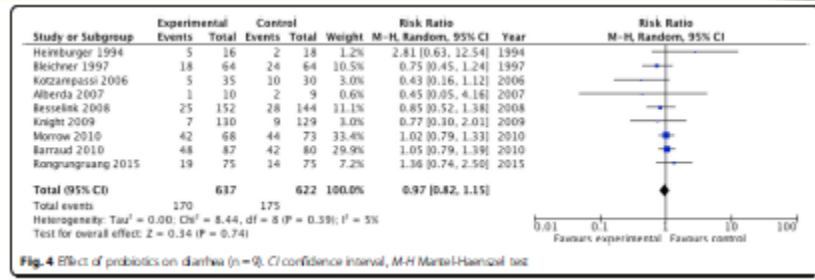 Experimental Control Risk Ratio Risk Ratio
Study or Subgroup Events Total Events Total Weight M-H, Random, 95% CI Year M-H, Random, 95% CI
Heimburger 1994 5 16 2 18 1.2% 2.81 [0.63, 12.54] 1994
Bleichner 1997 18 64 24 64 10.5% 0.75 [0.45, 1.24] 1997
Kotzampassi 2006 5 35 10 30 3.0% 0.43 [0.16, 1.12] 2006
Alberda 2007 1 10 2 9 0.6% 0.45 [0.05, 4.16] 2007
Besselink 2008 25 152 28 144 11.1% 0.85 [0.52, 1.38] 2008
Knight 2009 7 130 9 129 3.0% 0.77 [0.30, 2.01] 2009
Morrow 2010 42 68 44 73 33.4% 1.02 [0.79, 1.33] 2010
Barraud 2010 48 87 42 80 29.9% 1.05 [0.79, 1.39] 2010
Rongrungruang 2015 19 75 14 75 7.2% 1.36 [0.74, 2.50] 2015
Total (95% CI) 637 622 100.0% 0.97 [0.82, 1.15]
Total events 170 175
Heterogeneity: Tau² = 0.00; Chi² = 8.44, df = 8 (P = 0.39); I² = 5%
Test for overall effect: Z = 0.34 (P = 0.74)
0.01 0.1 1 10 100
Favours experimental Favours control
Fig. 4 Effect of probiotics on diarrhea (n = 9). CI confidence interval, M-H Mantel-Haenszel test